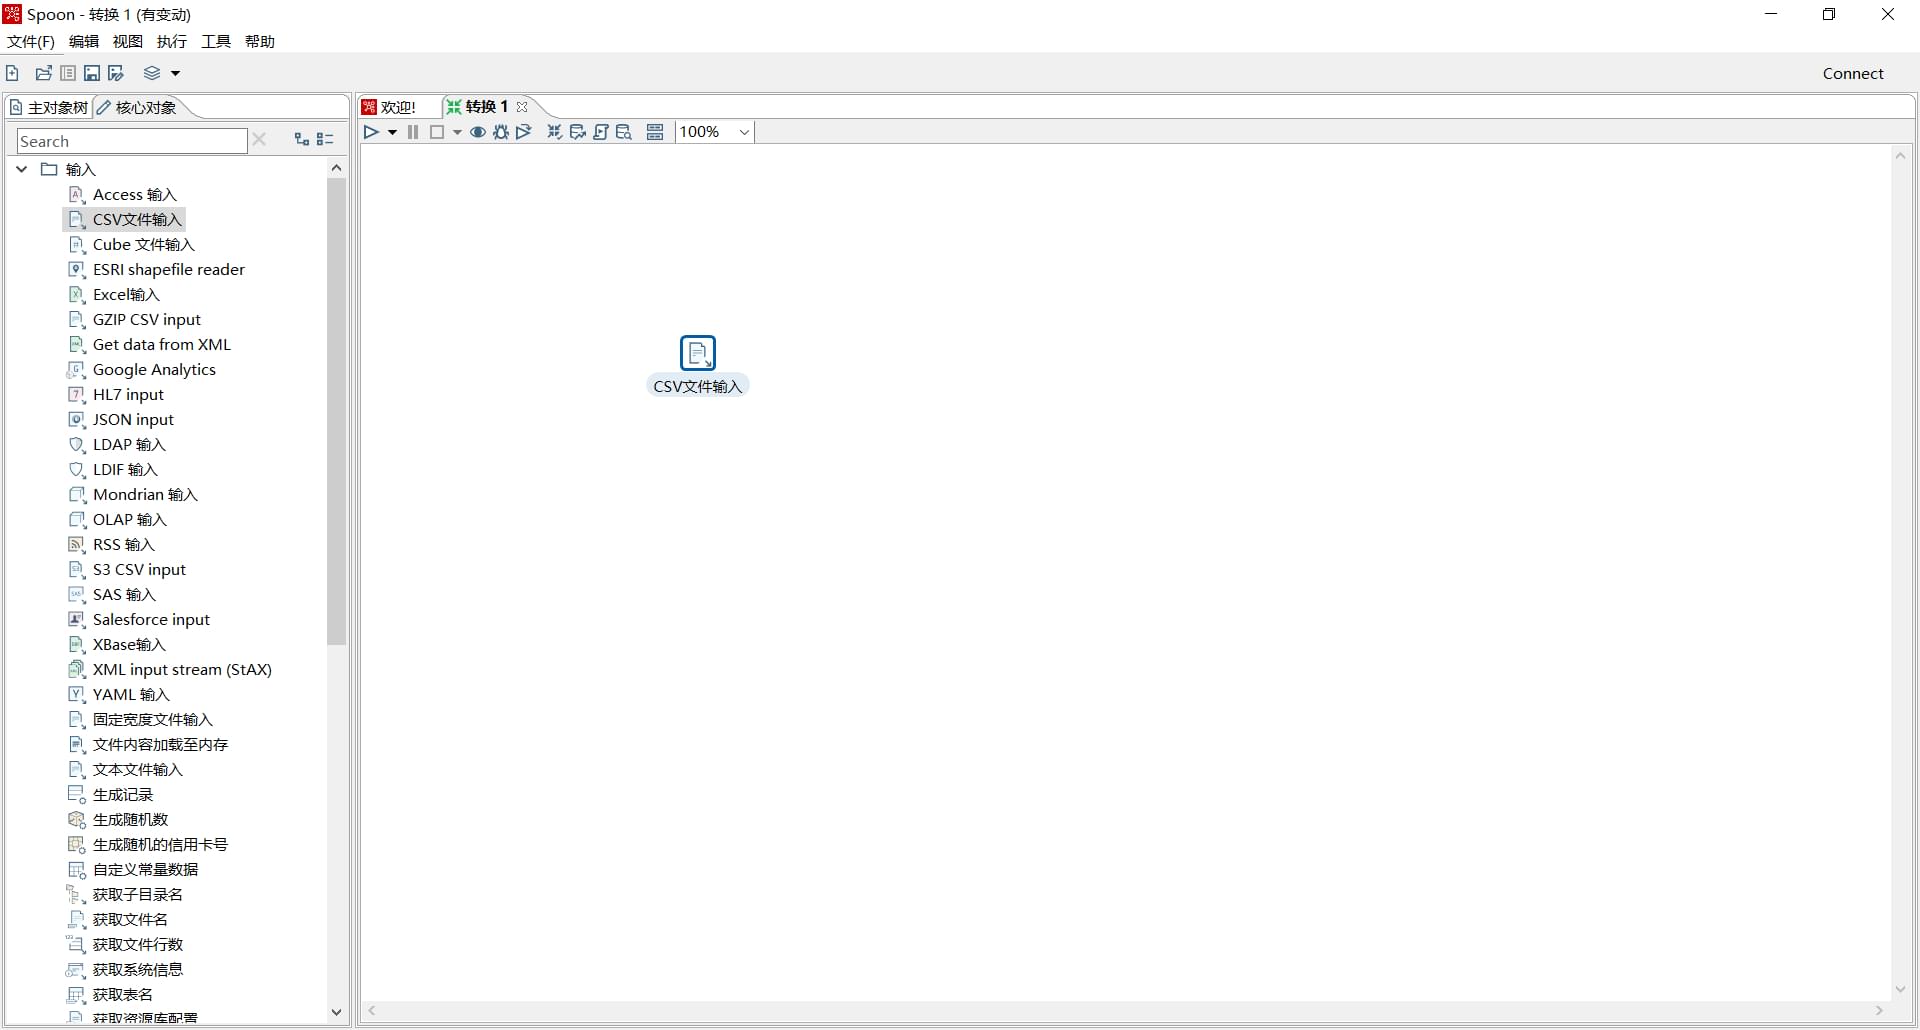 Spoon - 转换 1 (有变动)
文件(F) 编辑 视图 执行 工具 帮助
Connect
主对象树 核心对象
欢迎! 转换 1
Search
100%
输入
Access 输入
CSV文件输入
Cube 文件输入
ESRI shapefile reader
Excel输入
GZIP CSV input
Get data from XML
Google Analytics
HL7 input
JSON input
LDAP 输入
LDIF 输入
Mondrian 输入
OLAP 输入
RSS 输入
S3 CSV input
SAS 输入
Salesforce input
XBase输入
XML input stream (StAX)
YAML 输入
固定宽度文件输入
文件内容加载至内存
文本文件输入
生成记录
生成随机数
生成随机的信用卡号
自定义常量数据
获取子目录名
获取文件名
获取文件行数
获取系统信息
获取表名
获取资源库配置
CSV文件输入